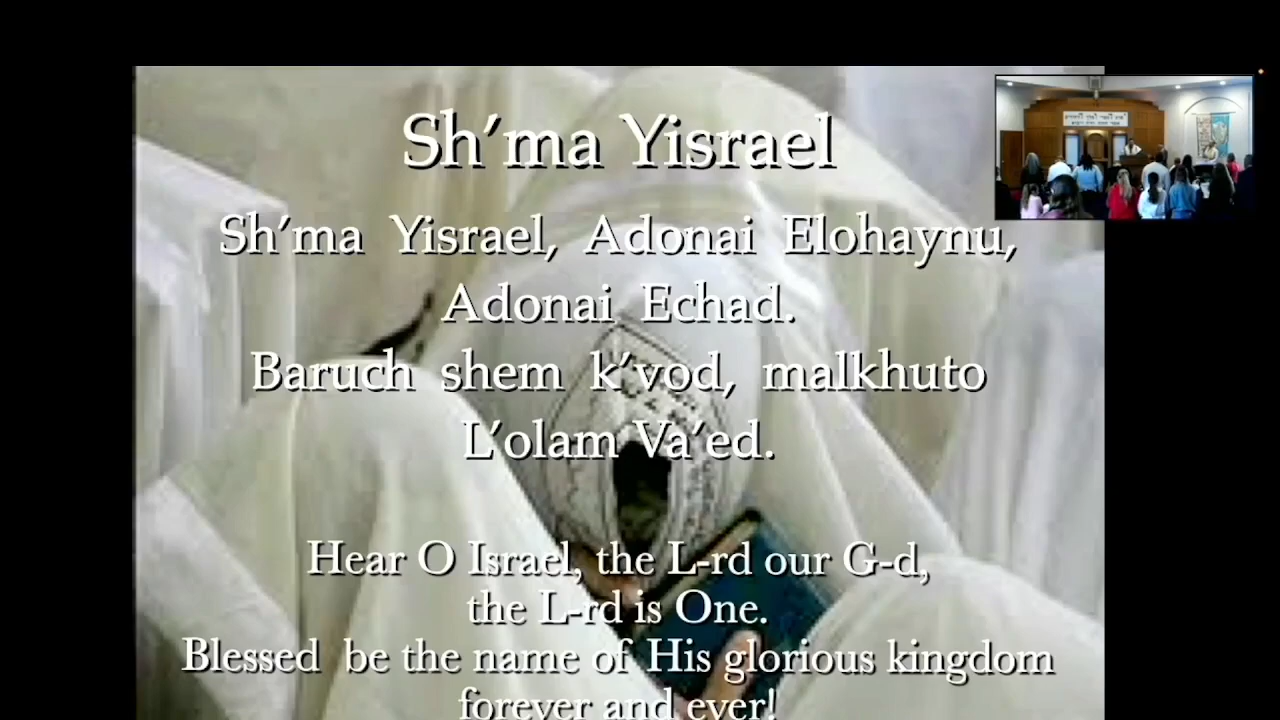 Sh’ma Yisrael
Sh’ma Yisrael, Adonai Elohaynu,
Adonai Echad.
Baruch shem k’vod, malkhuto
L’olam Va’ed.
Hear O Israel, the L-rd our G-d,
the L-rd is One.
Blessed be the name of His glorious kingdom
forever and ever!